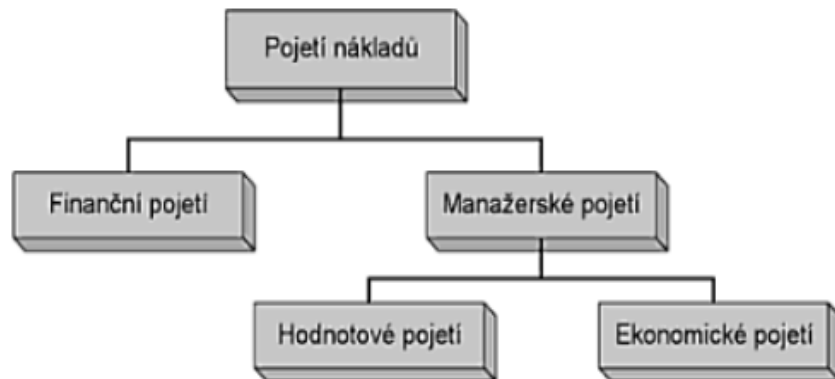 Pojetí nákladů
Finanční pojetí
Manažerské pojetí
Hodnotové pojetí
Ekonomické pojetí